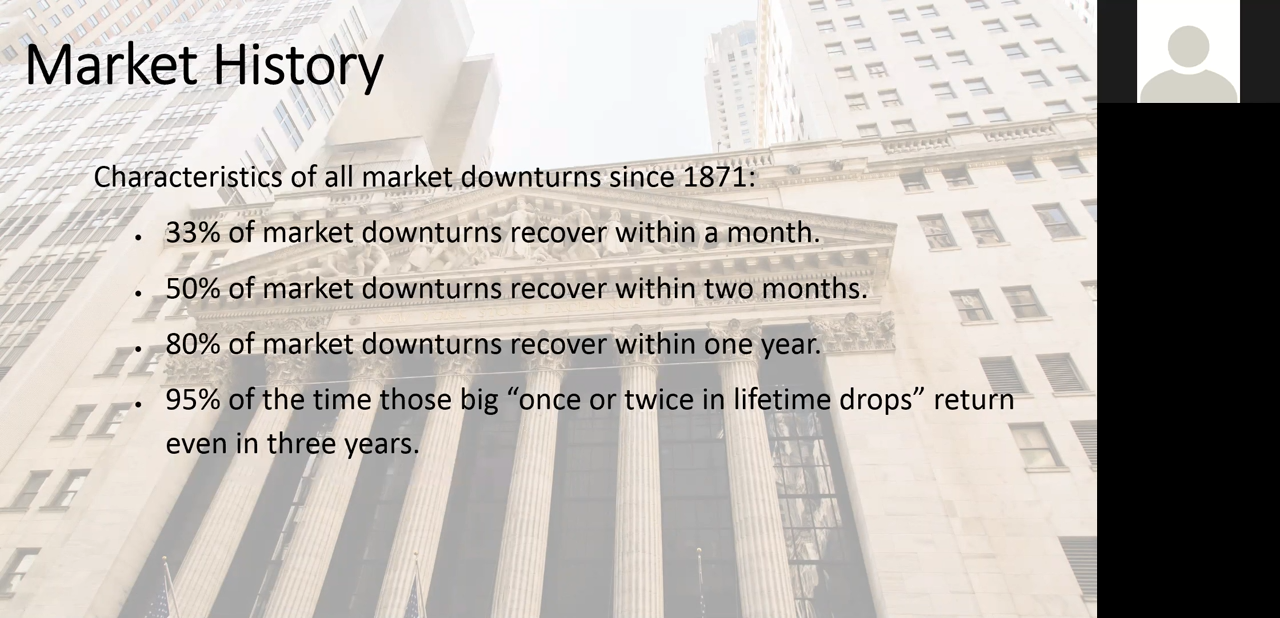 Market History
Characteristics of all market downturns since 1871:
• 33% of market downturns recover within a month.
• 50% of market downturns recover within two months.
• 80% of market downturns recover within one year.
• 95% of the time those big “once or twice in lifetime drops” return
even in three years.